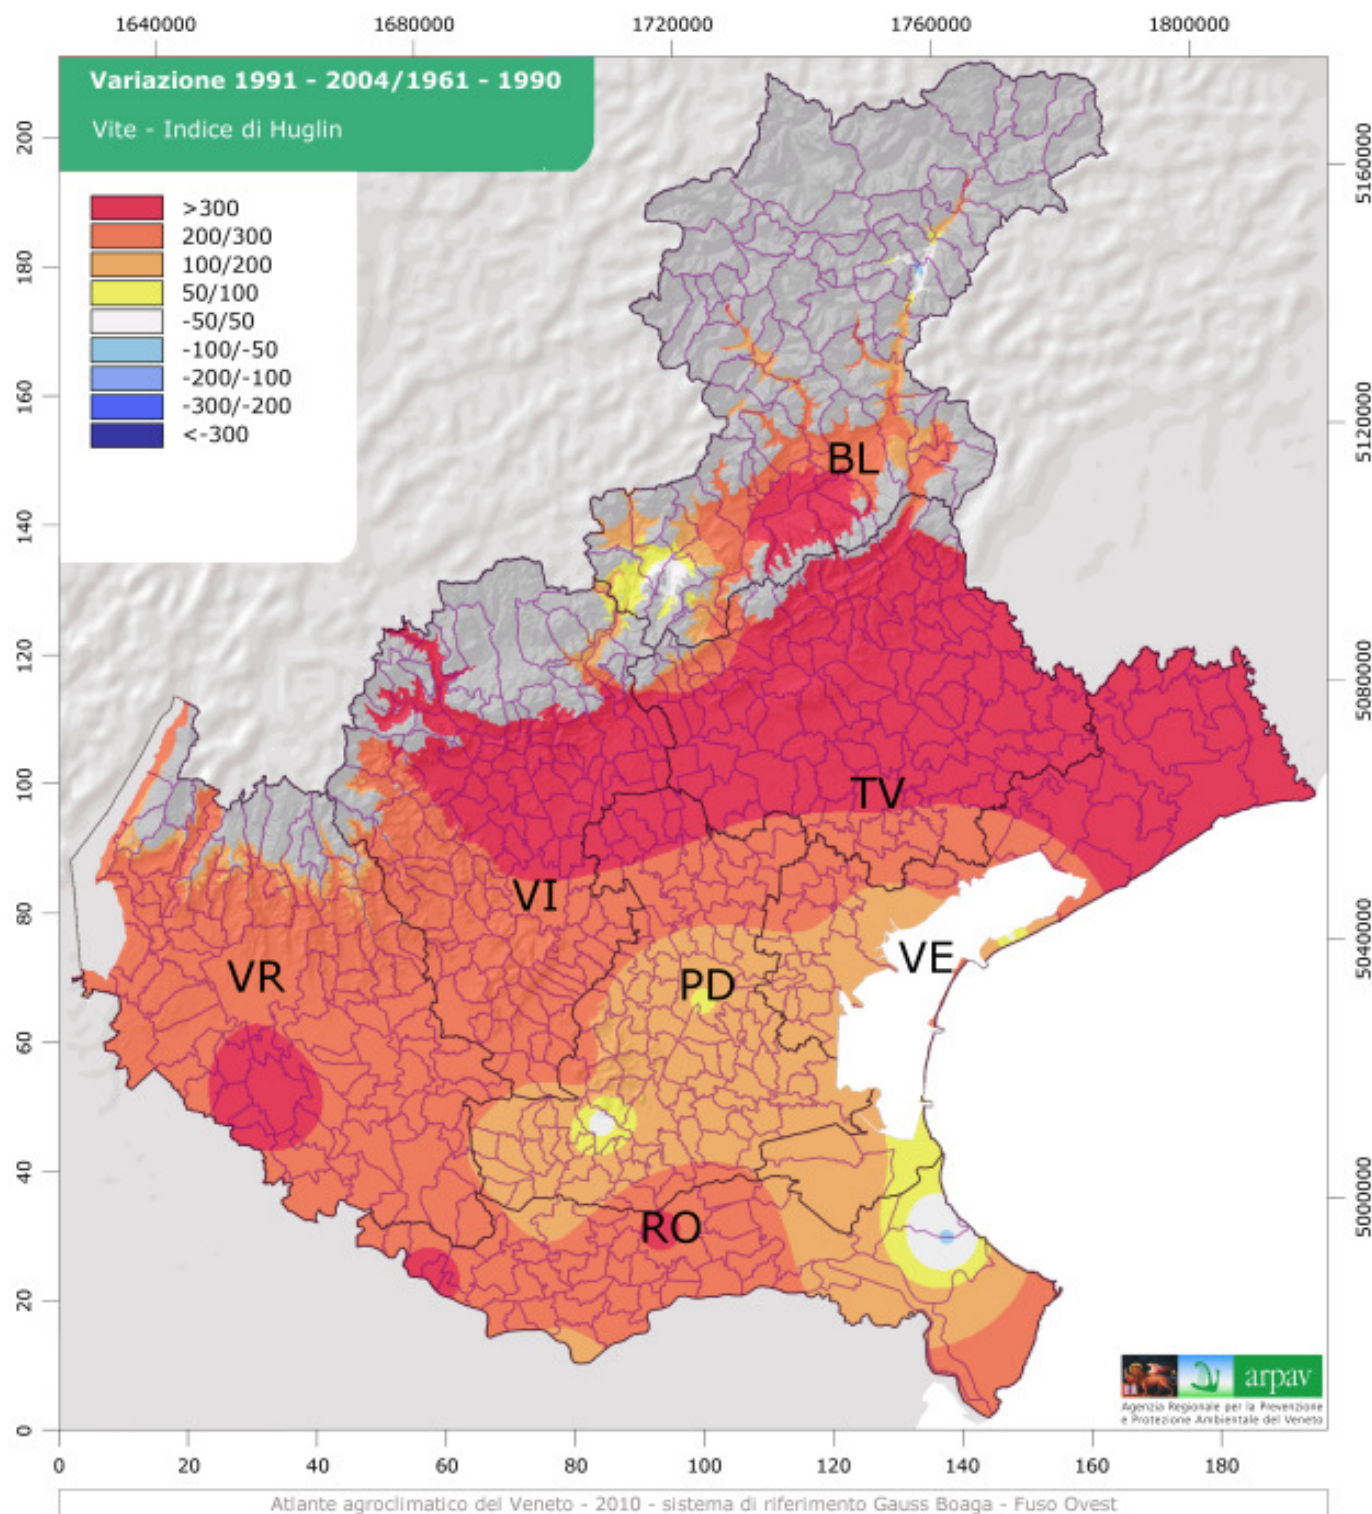 1640000 1680000 1720000 1760000 1800000
Variazione 1991 - 2004/1961 - 1990
Vite - Indice di Huglin
>300
200/300
100/200
50/100
-50/50
-100/-50
-200/-100
-300/-200
<-300
200
180
160
140
120
100
80
60
40
20
0
5160000
5120000
5080000
5040000
5000000
BL
TV
VI
VE
VR
PD
RO
arpav
Agenzia Regionale per la Prevenzione
e Protezione Ambientale del Veneto
0 20 40 60 80 100 120 140 160 180
Atlante agroclimatico del Veneto - 2010 - sistema di riferimento Gauss Boaga - Fuso Ovest